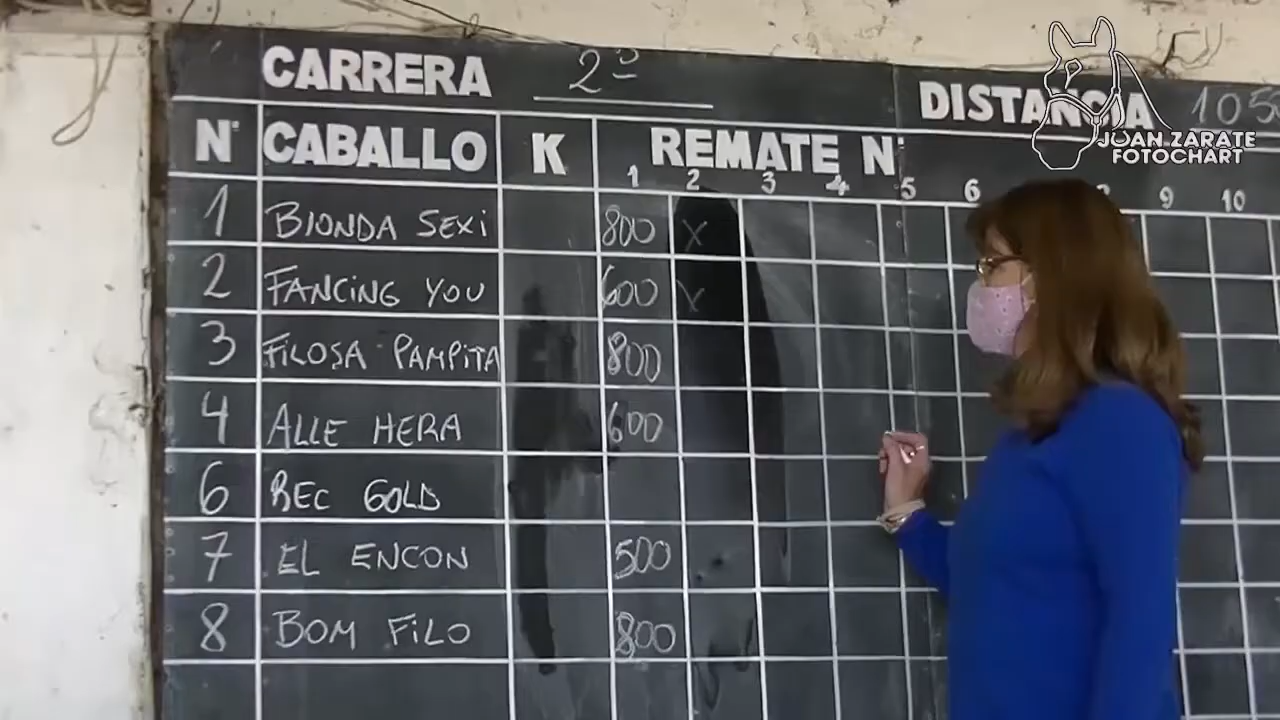 CARRERA 2º DISTANCIA 105
JUAN ZARATE
FOTOCHART
Nº CABALLO K REMATE Nº
1 2 3 4 5 6 9 10
1 BIONDA SEXI 800 X
2 FANCING YOU 600
3 FILOSA PAMPITA 800
4 ALLE HERA 600
6 REC GOLD
7 EL ENCON 500
8 BOM FILO 800